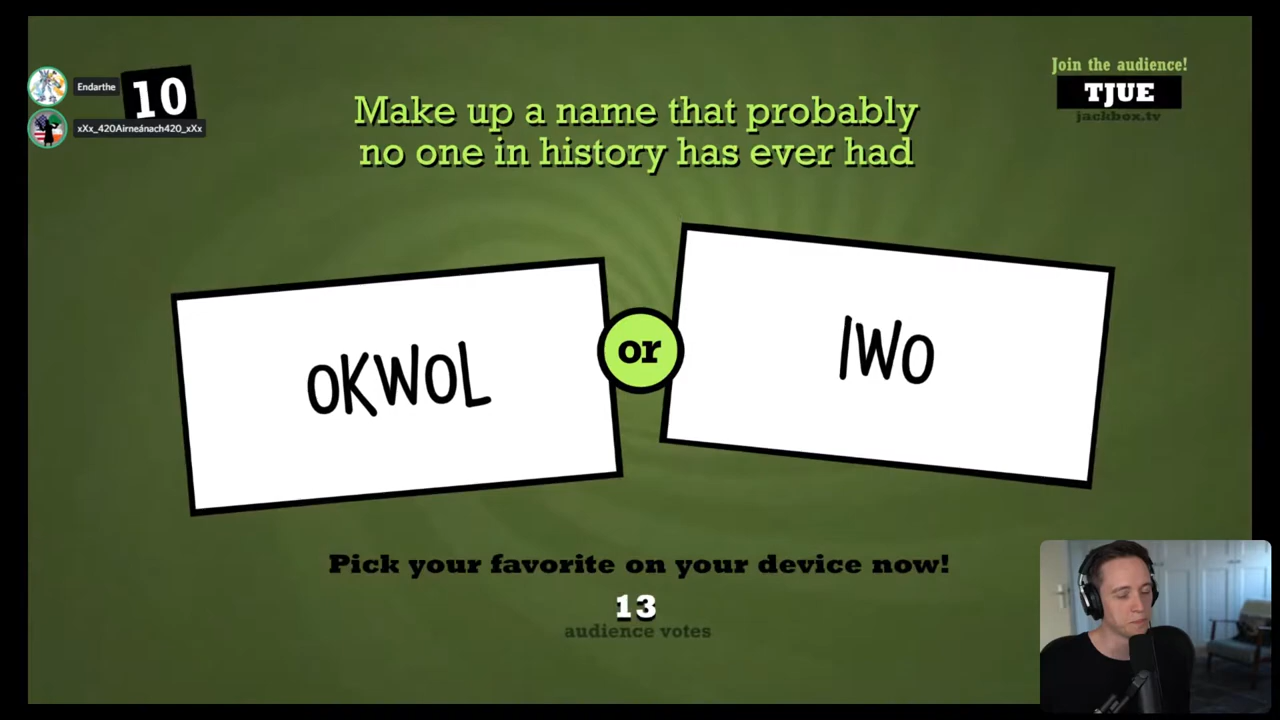 Endarthe
10
xXx_420Airneánach420_xXx
Join the audience!
TJUE
jackbox.tv
Make up a name that probably
no one in history has ever had
OKWOL
or
IWO
Pick your favorite on your device now!
13
audience votes